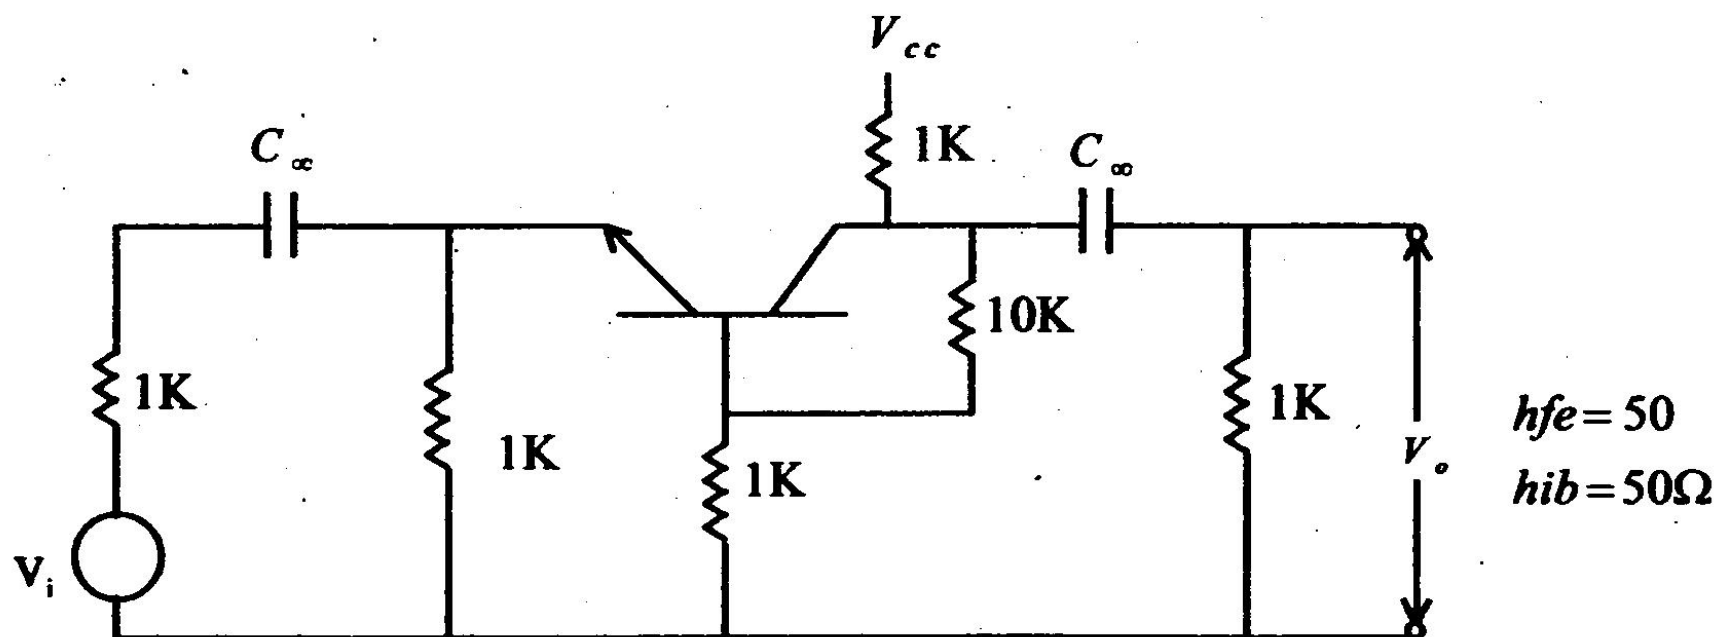 Vcc
C∞
1K
C∞
1K
1K
1K
10K
1K
Vi
Vo
hfe = 50
hib = 50Ω